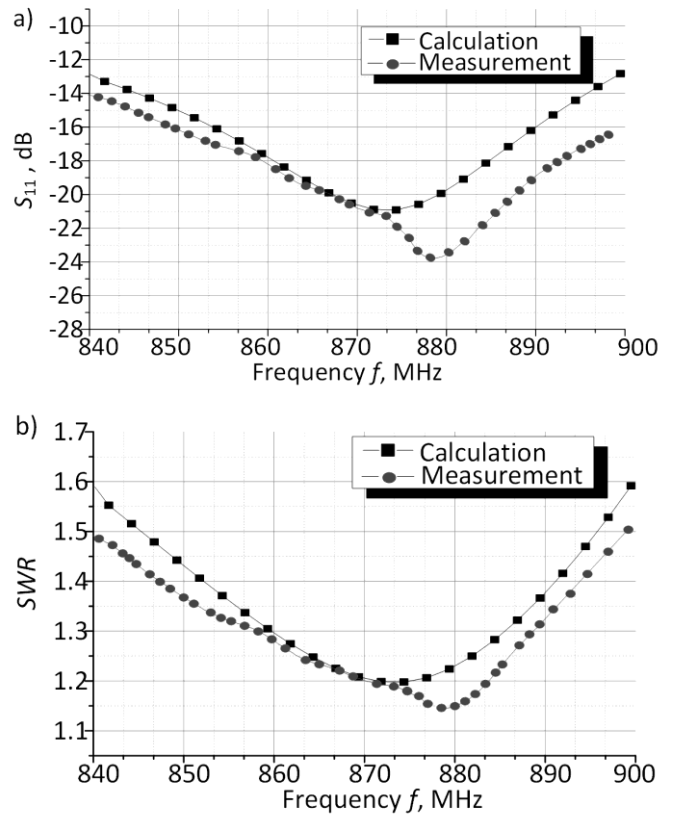 a)
-10
-12
-14
-16
-18
-20
-22
-24
-26
-28
S11 , dB
Calculation
Measurement
840 850 860 870 880 890 900
Frequency f, MHz
b)
1.7
1.6
1.5
1.4
1.3
1.2
1.1
SWR
Calculation
Measurement
840 850 860 870 880 890 900
Frequency f, MHz